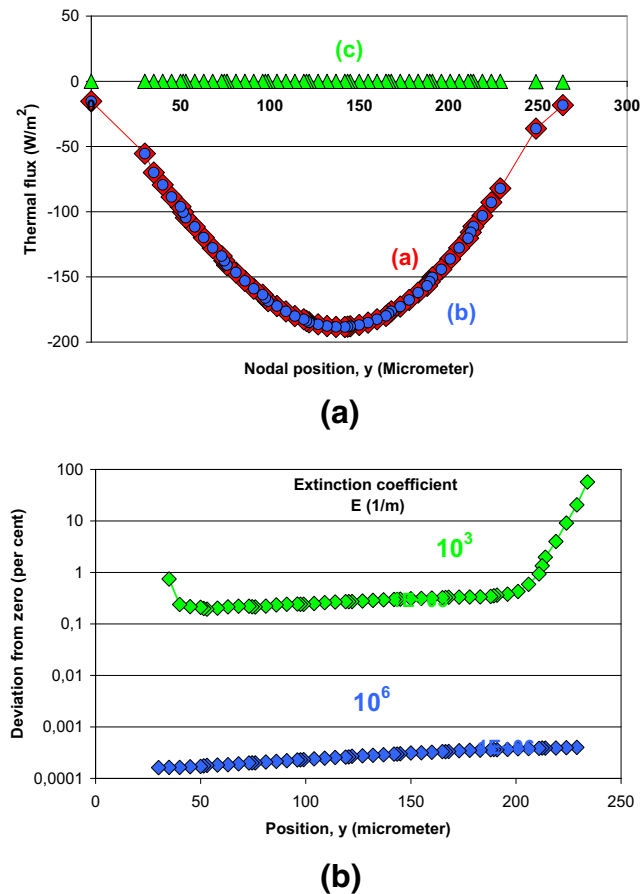 50
(c)
0
0 50 100 150 200 250 300
-50
-100
-150
-200
Thermal flux (W/m²)
(a)
(b)
Nodal position, y (Micrometer)
(a)
100
10
1
0,1
0,01
0,001
0,0001
Deviation from zero (per cent)
Extinction coefficient
E (1/m)
10³
10⁶
0 50 100 150 200 250
Position, y (micrometer)
(b)